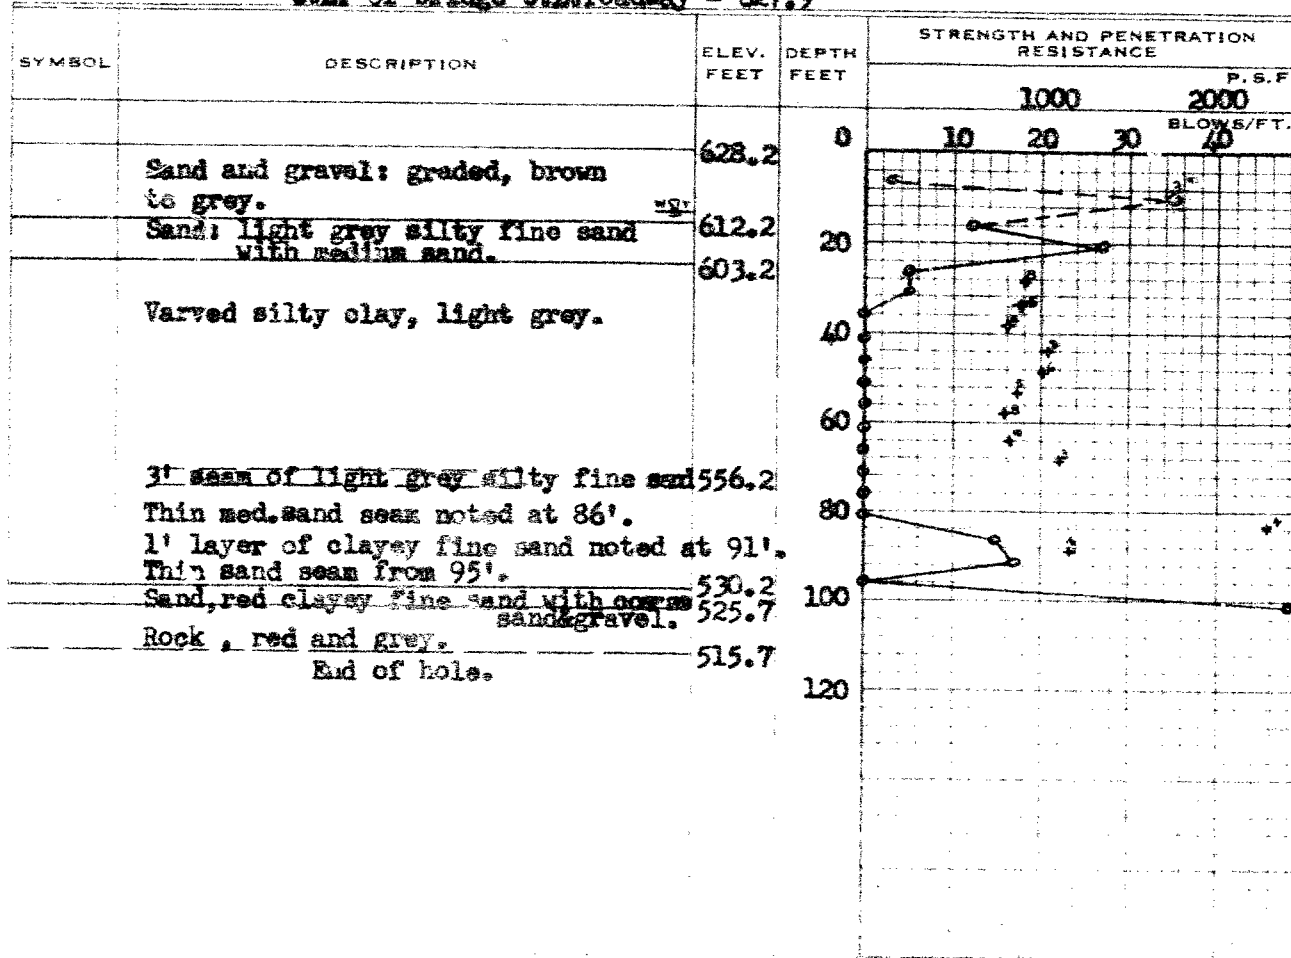 SYMBOL
DESCRIPTION
ELEV. FEET
DEPTH FEET
STRENGTH AND PENETRATION RESISTANCE
P.S.F
1000 2000
BLOWS/FT.
0 10 20 30 40
628.2
Sand and gravel: graded, brown
to grey.
Sand: light grey silty fine sand 612.2
with medium sand.
20
603.2
Varved silty clay, light grey.
40
60
3' seam of light grey silty fine sand 556.2
Thin med.sand seam noted at 86'.
80
1' layer of clayey fine sand noted at 91'.
Thin sand seam from 95'.
530.2
Sand,red clayey fine sand with coarse
sand&gravel. 525.7
100
Rock , red and grey.
515.7
End of hole.
120